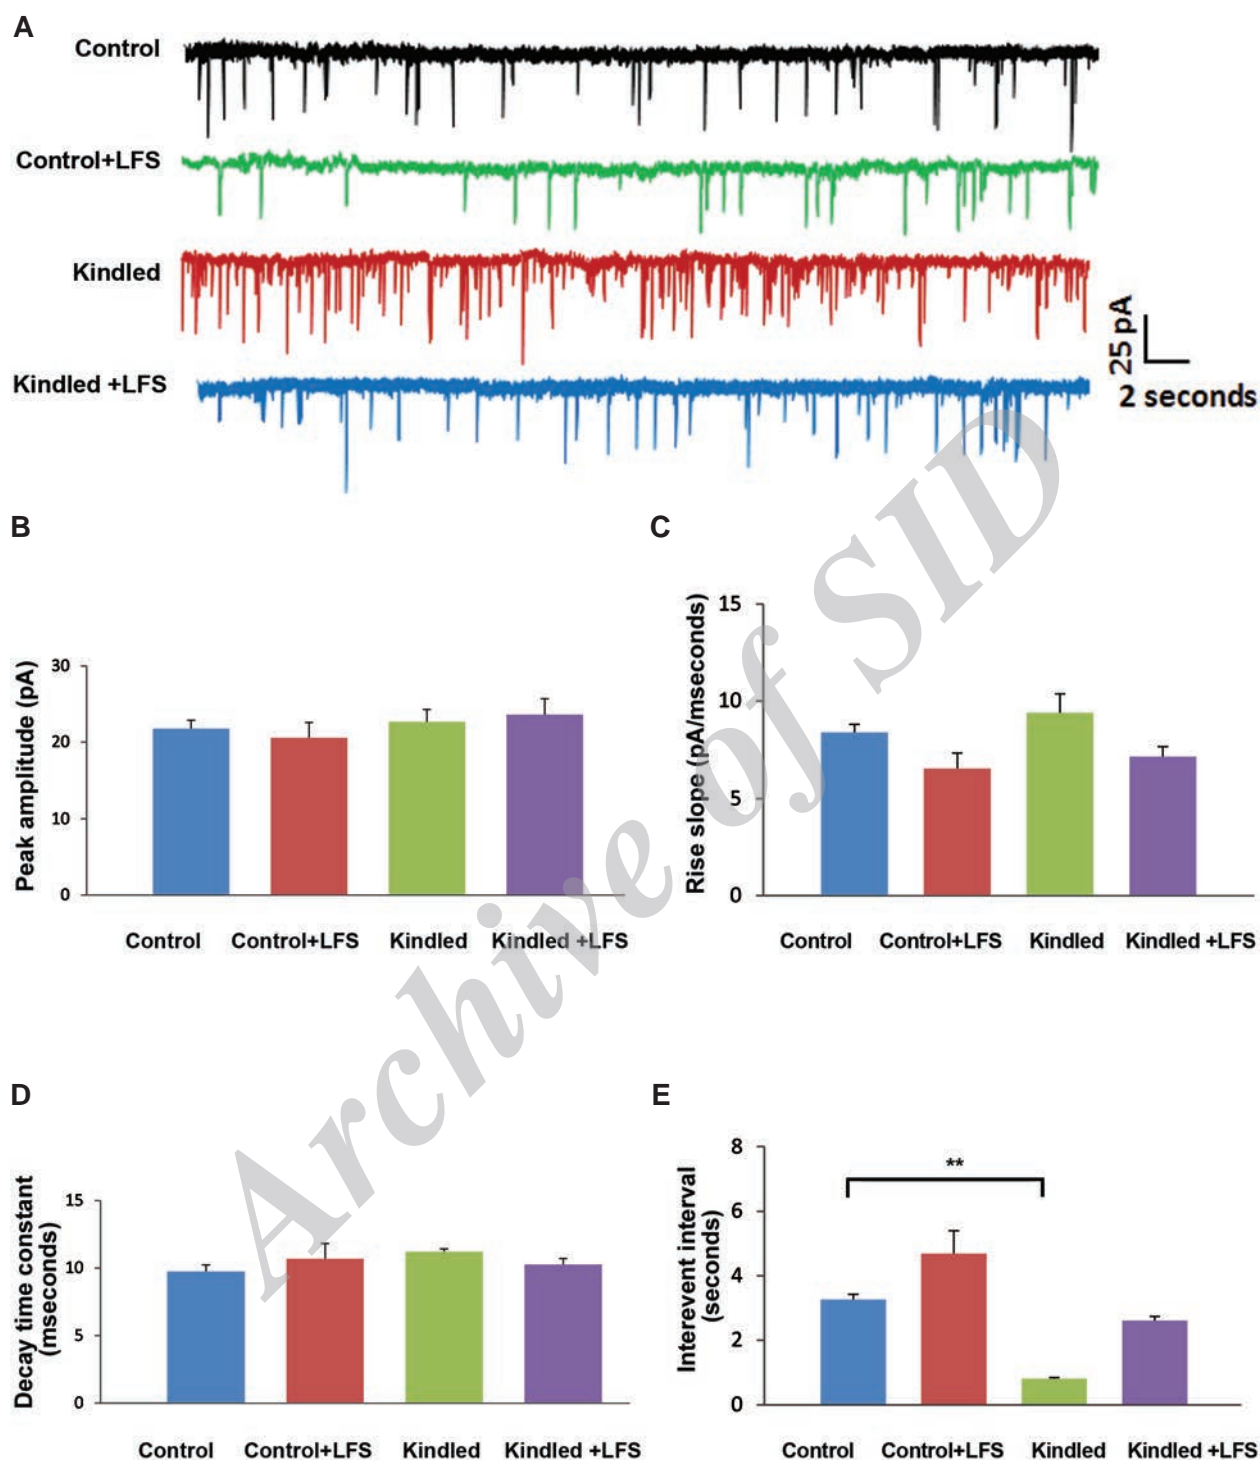 A
Control
Control+LFS
Kindled
Kindled +LFS
25 pA
2 seconds
B
Peak amplitude (pA)
30
20
10
0
Control Control+LFS Kindled Kindled +LFS
C
Rise slope (pA/mseconds)
15
10
5
0
Control Control+LFS Kindled Kindled +LFS
D
Decay time constant
(mseconds)
15
10
5
0
Control Control+LFS Kindled Kindled +LFS
E
Interevent interval
(seconds)
8
6
4
2
0
**
Control Control+LFS Kindled Kindled +LFS
Archive of SID